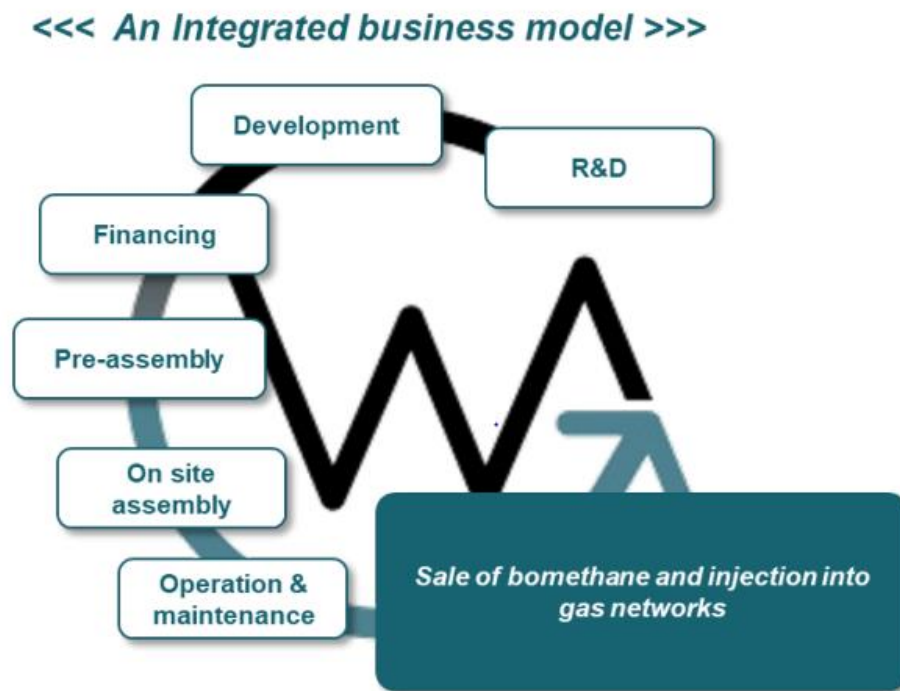 <<< An Integrated business model >>>
Development
R&D
Financing
Pre-assembly
On site
assembly
Operation &
maintenance
Sale of bomethane and injection into
gas networks